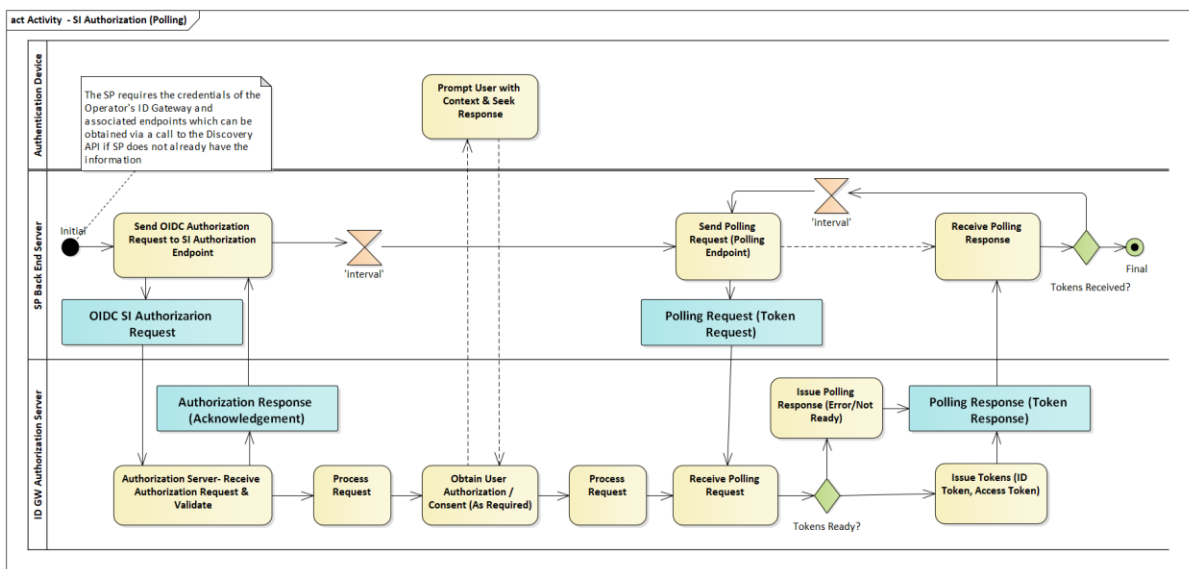 act Activity - SI Authorization (Polling)
Authentication Device
The SP requires the credentials of the
Operator's ID Gateway and
associated endpoints which can be
obtained via a call to the Discovery
API if SP does not already have the
information
Prompt User with
Context & Seek
Response
SP Back End Server
Initial
Send OIDC Authorization
Request to SI Authorization
Endpoint
'interval'
Send Polling
Request (Polling
Endpoint)
'interval'
Receive Polling
Response
Tokens Received?
Final
OIDC SI Authorizarion
Request
Polling Request (Token
Request)
ID GW Authorization Server
Authorization Response
(Acknowledgement)
Issue Polling
Response (Error/Not
Ready)
Polling Response (Token
Response)
Authorization Server- Receive
Authorization Request &
Validate
Process
Request
Obtain User
Authorization /
Consent (As Required)
Process
Request
Receive Polling
Request
Tokens Ready?
Issue Tokens (ID
Token, Access Token)